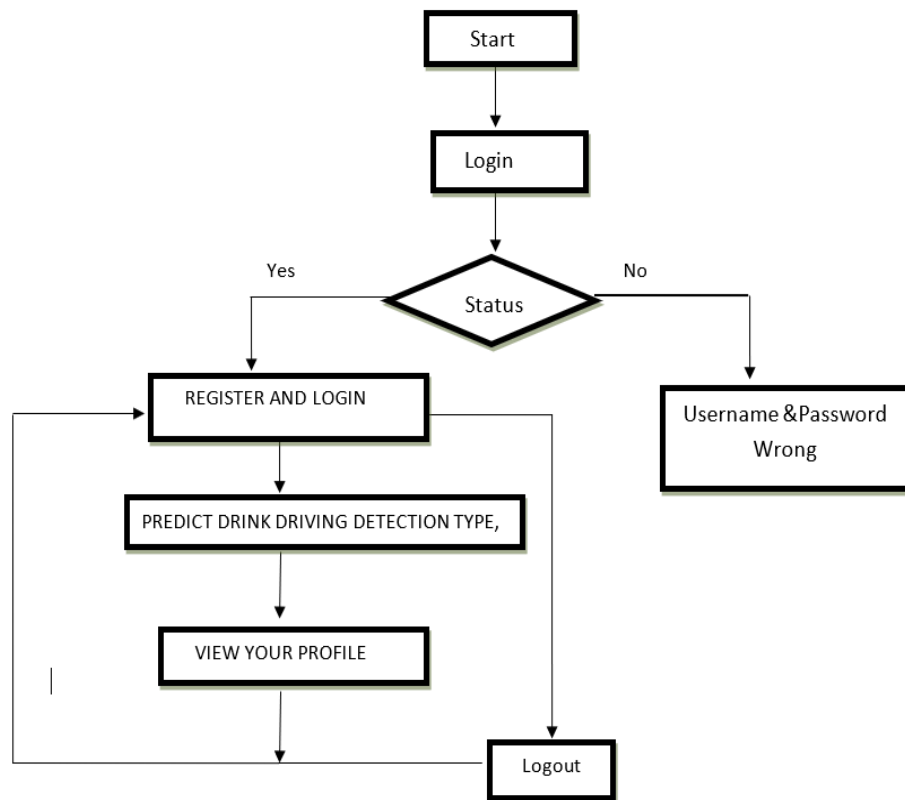 Start
Login
Yes
No
Status
REGISTER AND LOGIN
Username &Password
Wrong
PREDICT DRINK DRIVING DETECTION TYPE,
VIEW YOUR PROFILE
Logout